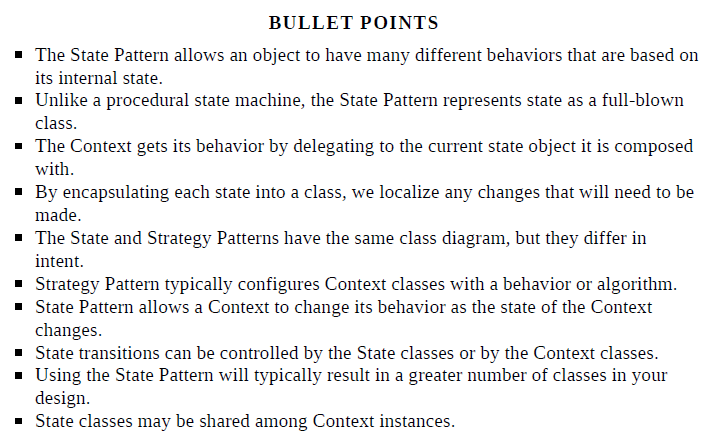 BULLET POINTS
▪ The State Pattern allows an object to have many different behaviors that are based on
its internal state.
▪ Unlike a procedural state machine, the State Pattern represents state as a full-blown
class.
▪ The Context gets its behavior by delegating to the current state object it is composed
with.
▪ By encapsulating each state into a class, we localize any changes that will need to be
made.
▪ The State and Strategy Patterns have the same class diagram, but they differ in
intent.
▪ Strategy Pattern typically configures Context classes with a behavior or algorithm.
▪ State Pattern allows a Context to change its behavior as the state of the Context
changes.
▪ State transitions can be controlled by the State classes or by the Context classes.
▪ Using the State Pattern will typically result in a greater number of classes in your
design.
▪ State classes may be shared among Context instances.